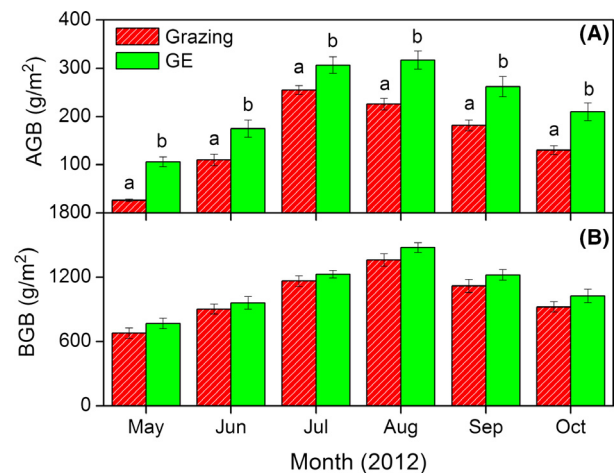 400
Grazing
GE
(A)
300
200
100
AGB (g/m²)
a b a b a b a b a b a b
1800
(B)
1200
600
0
BGB (g/m²)
May Jun Jul Aug Sep Oct
Month (2012)